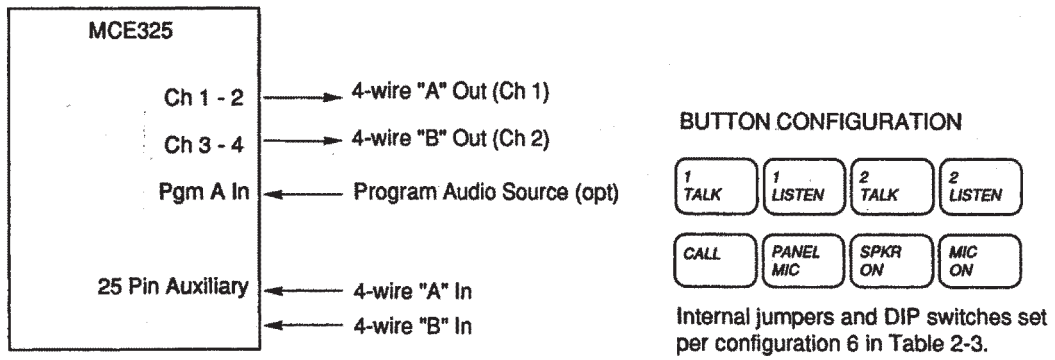 MCE325
Ch 1 - 2
4-wire "A" Out (Ch 1)
Ch 3 - 4
4-wire "B" Out (Ch 2)
Pgm A In
Program Audio Source (opt)
25 Pin Auxiliary
4-wire "A" In
4-wire "B" In
BUTTON CONFIGURATION
1
TALK
1
LISTEN
2
TALK
2
LISTEN
CALL
PANEL
MIC
SPKR
ON
MIC
ON
Internal jumpers and DIP switches set
per configuration 6 in Table 2-3.